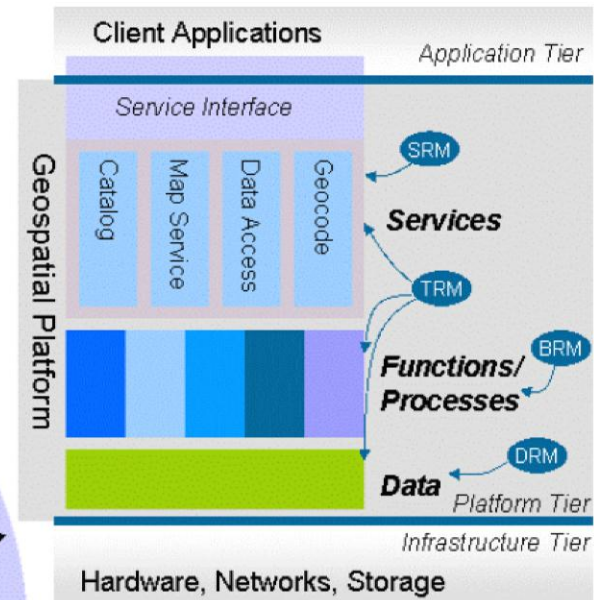 Client Applications
Application Tier
Service Interface
SRM
Geospatial Platform
Catalog
Map Service
Data Access
Geocode
Services
TRM
BRM
Functions/
Processes
DRM
Data
Platform Tier
Infrastructure Tier
Hardware, Networks, Storage